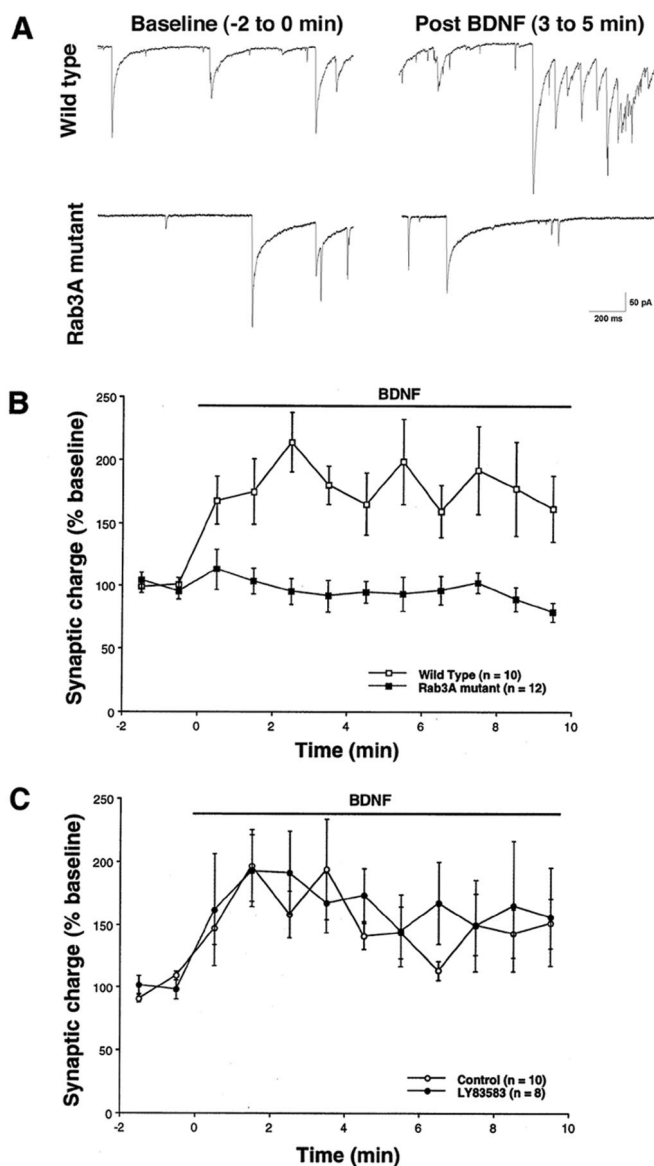 A
Baseline (-2 to 0 min)
Post BDNF (3 to 5 min)
Wild type
Rab3A mutant
50 pA
200 ms
B
BDNF
Synaptic charge (% baseline)
250
200
150
100
50
0
Wild Type (n = 10)
Rab3A mutant (n = 12)
-2
0
2
4
6
8
10
Time (min)
C
BDNF
Synaptic charge (% baseline)
250
200
150
100
50
0
Control (n = 10)
LY83583 (n = 8)
-2
0
2
4
6
8
10
Time (min)